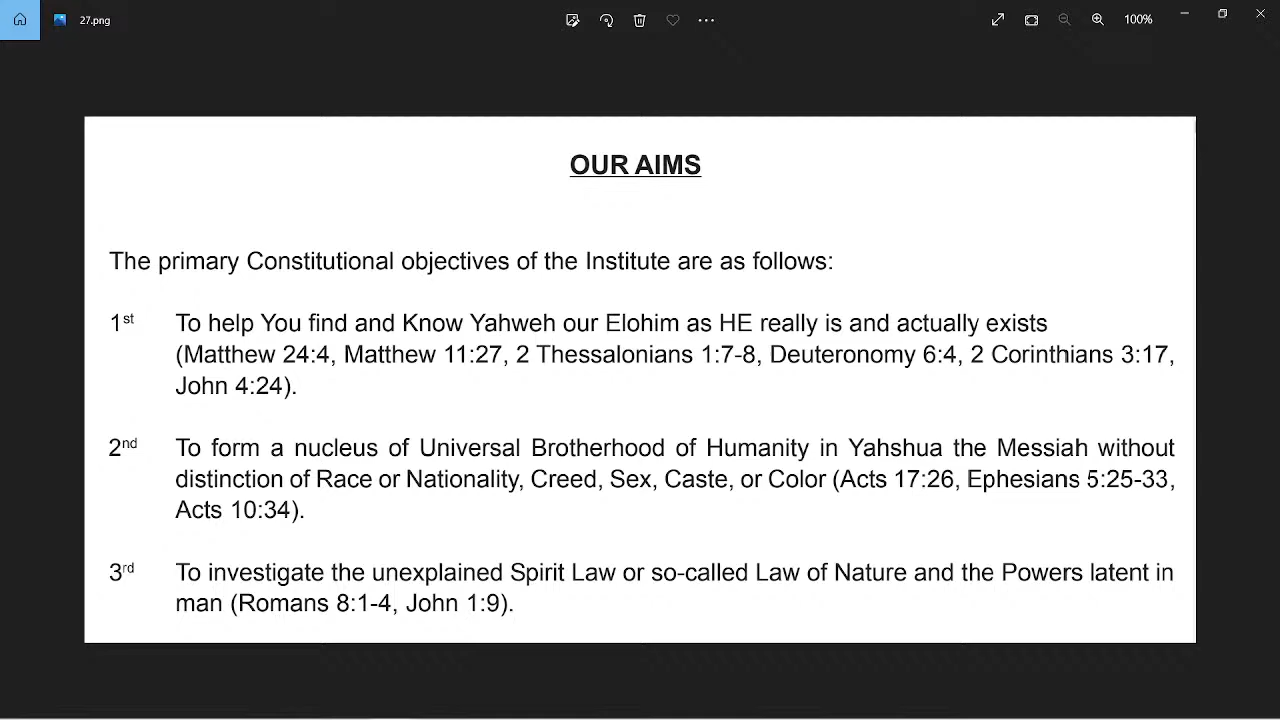 27.png
100%
OUR AIMS
The primary Constitutional objectives of the Institute are as follows:
1st To help You find and Know Yahweh our Elohim as HE really is and actually exists
(Matthew 24:4, Matthew 11:27, 2 Thessalonians 1:7-8, Deuteronomy 6:4, 2 Corinthians 3:17,
John 4:24).
2nd To form a nucleus of Universal Brotherhood of Humanity in Yahshua the Messiah without
distinction of Race or Nationality, Creed, Sex, Caste, or Color (Acts 17:26, Ephesians 5:25-33,
Acts 10:34).
3rd To investigate the unexplained Spirit Law or so-called Law of Nature and the Powers latent in
man (Romans 8:1-4, John 1:9).